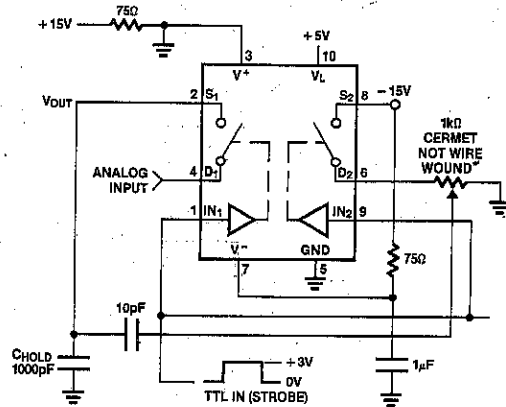 75Ω
+15V
+5V
3
10
V+
VL
2
S1
S2
8
-15V
VOUT
1kΩ
CERMET
NOT WIRE
WOUND*
ANALOG
INPUT
4
D1
D2
6
1
IN1
IN2
9
V-
GND
7
5
75Ω
10pF
CHOLD
1000pF
+3V
0V
TTL IN (STROBE)
1μF